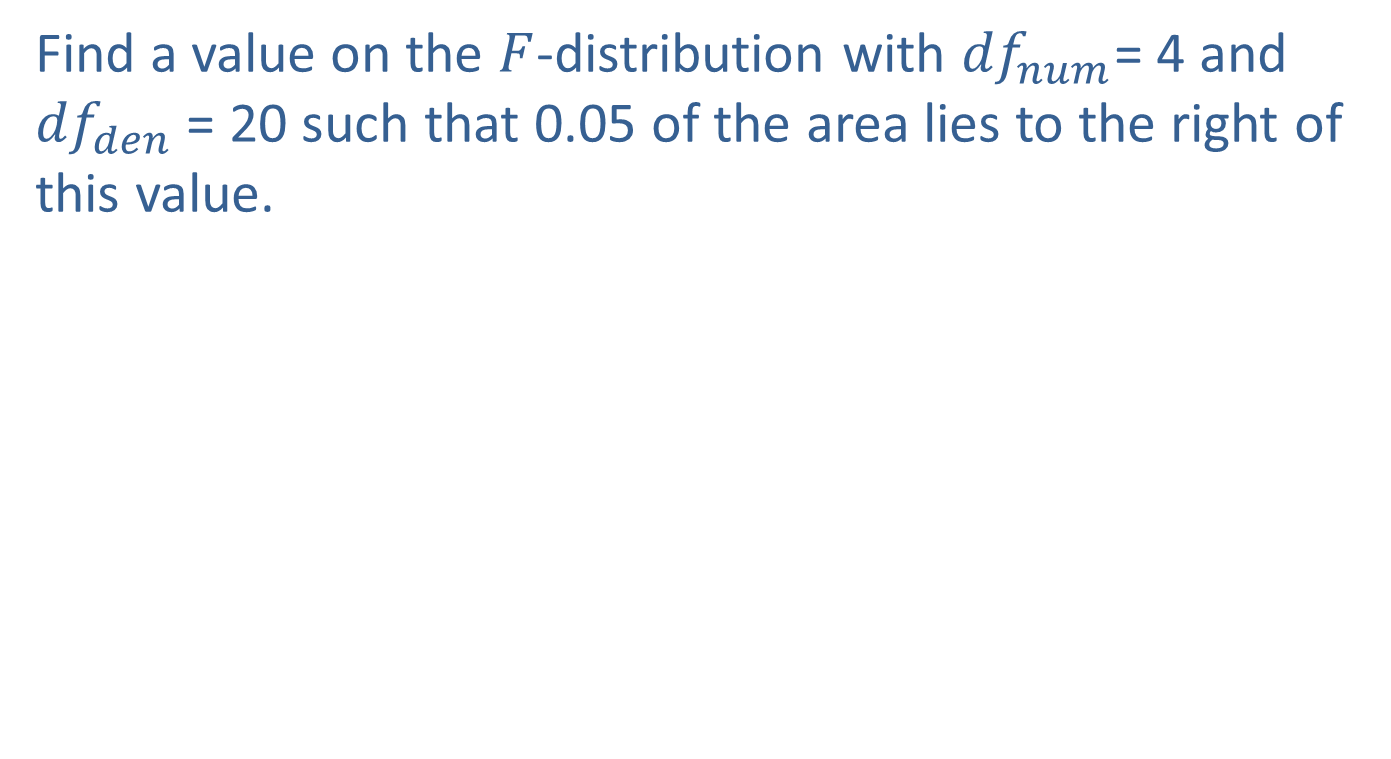 Find a value on the F-distribution with df_num = 4 and
df_den = 20 such that 0.05 of the area lies to the right of
this value.